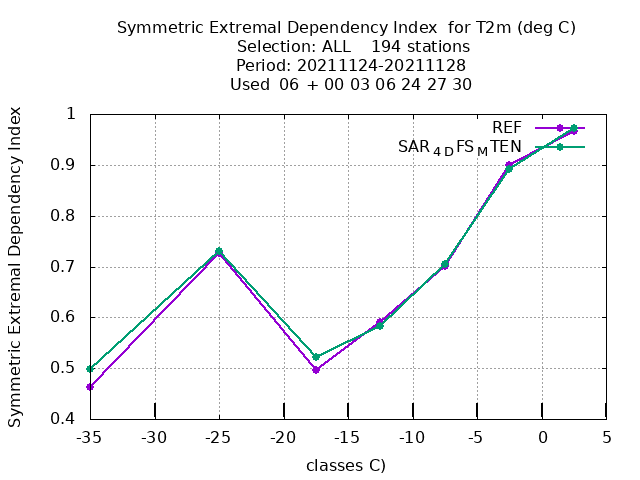 Symmetric Extremal Dependency Index  for T2m (deg C)
Selection: ALL    194 stations
Period: 20211124-20211128
Used  06 + 00 03 06 24 27 30
Symmetric Extremal Dependency Index
1
0.9
0.8
0.7
0.6
0.5
0.4
REF
SAR4DFSMTEN
-35 -30 -25 -20 -15 -10 -5 0 5
classes C)